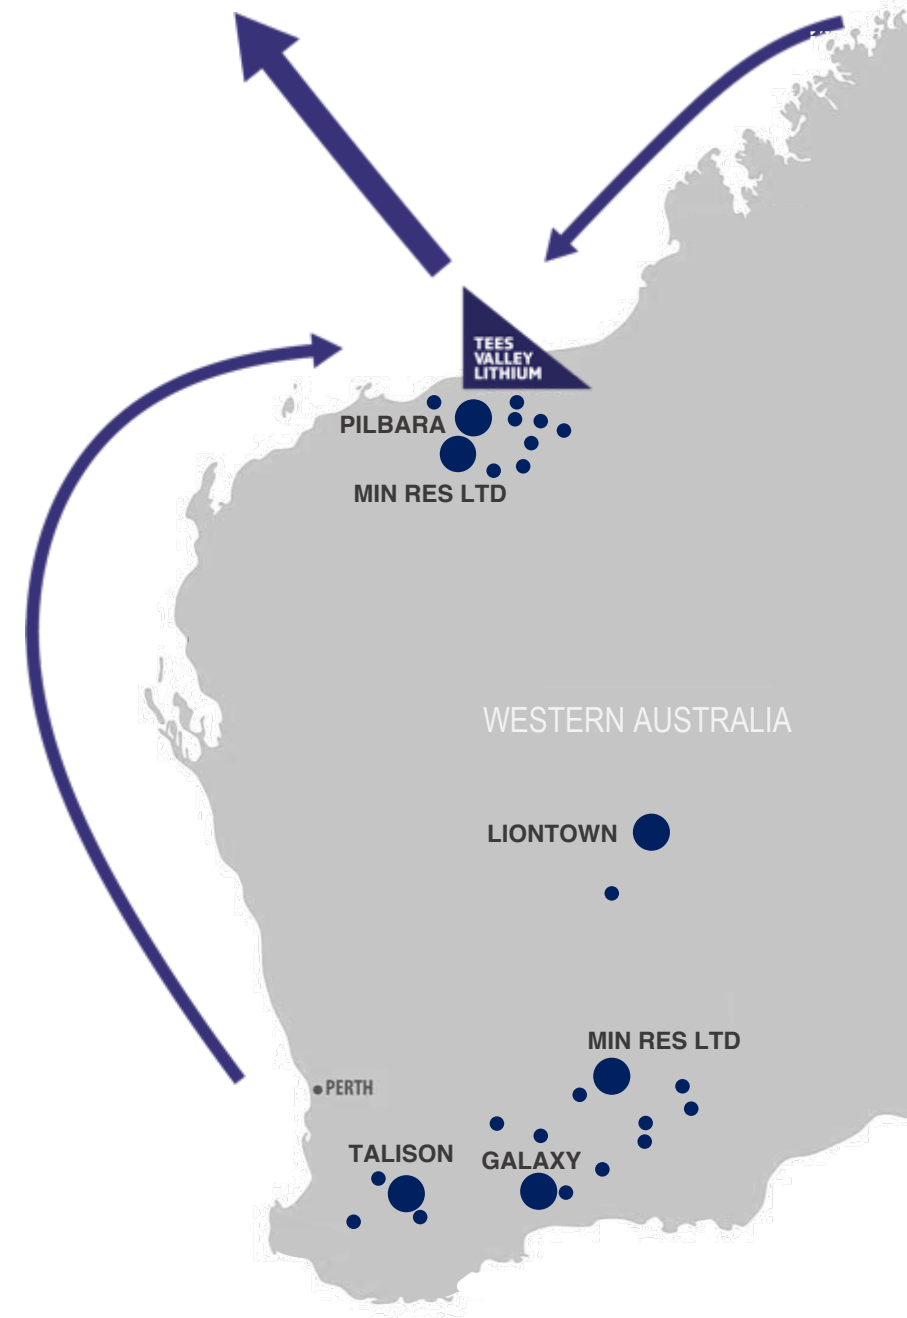 TEES
VALLEY
LITHIUM
PILBARA
MIN RES LTD
WESTERN AUSTRALIA
LIONTOWN
MIN RES LTD
PERTH
TALISON
GALAXY